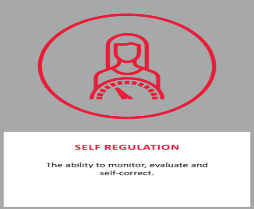 SELF REGULATION
The ability to monitor, evaluate and
self-correct.